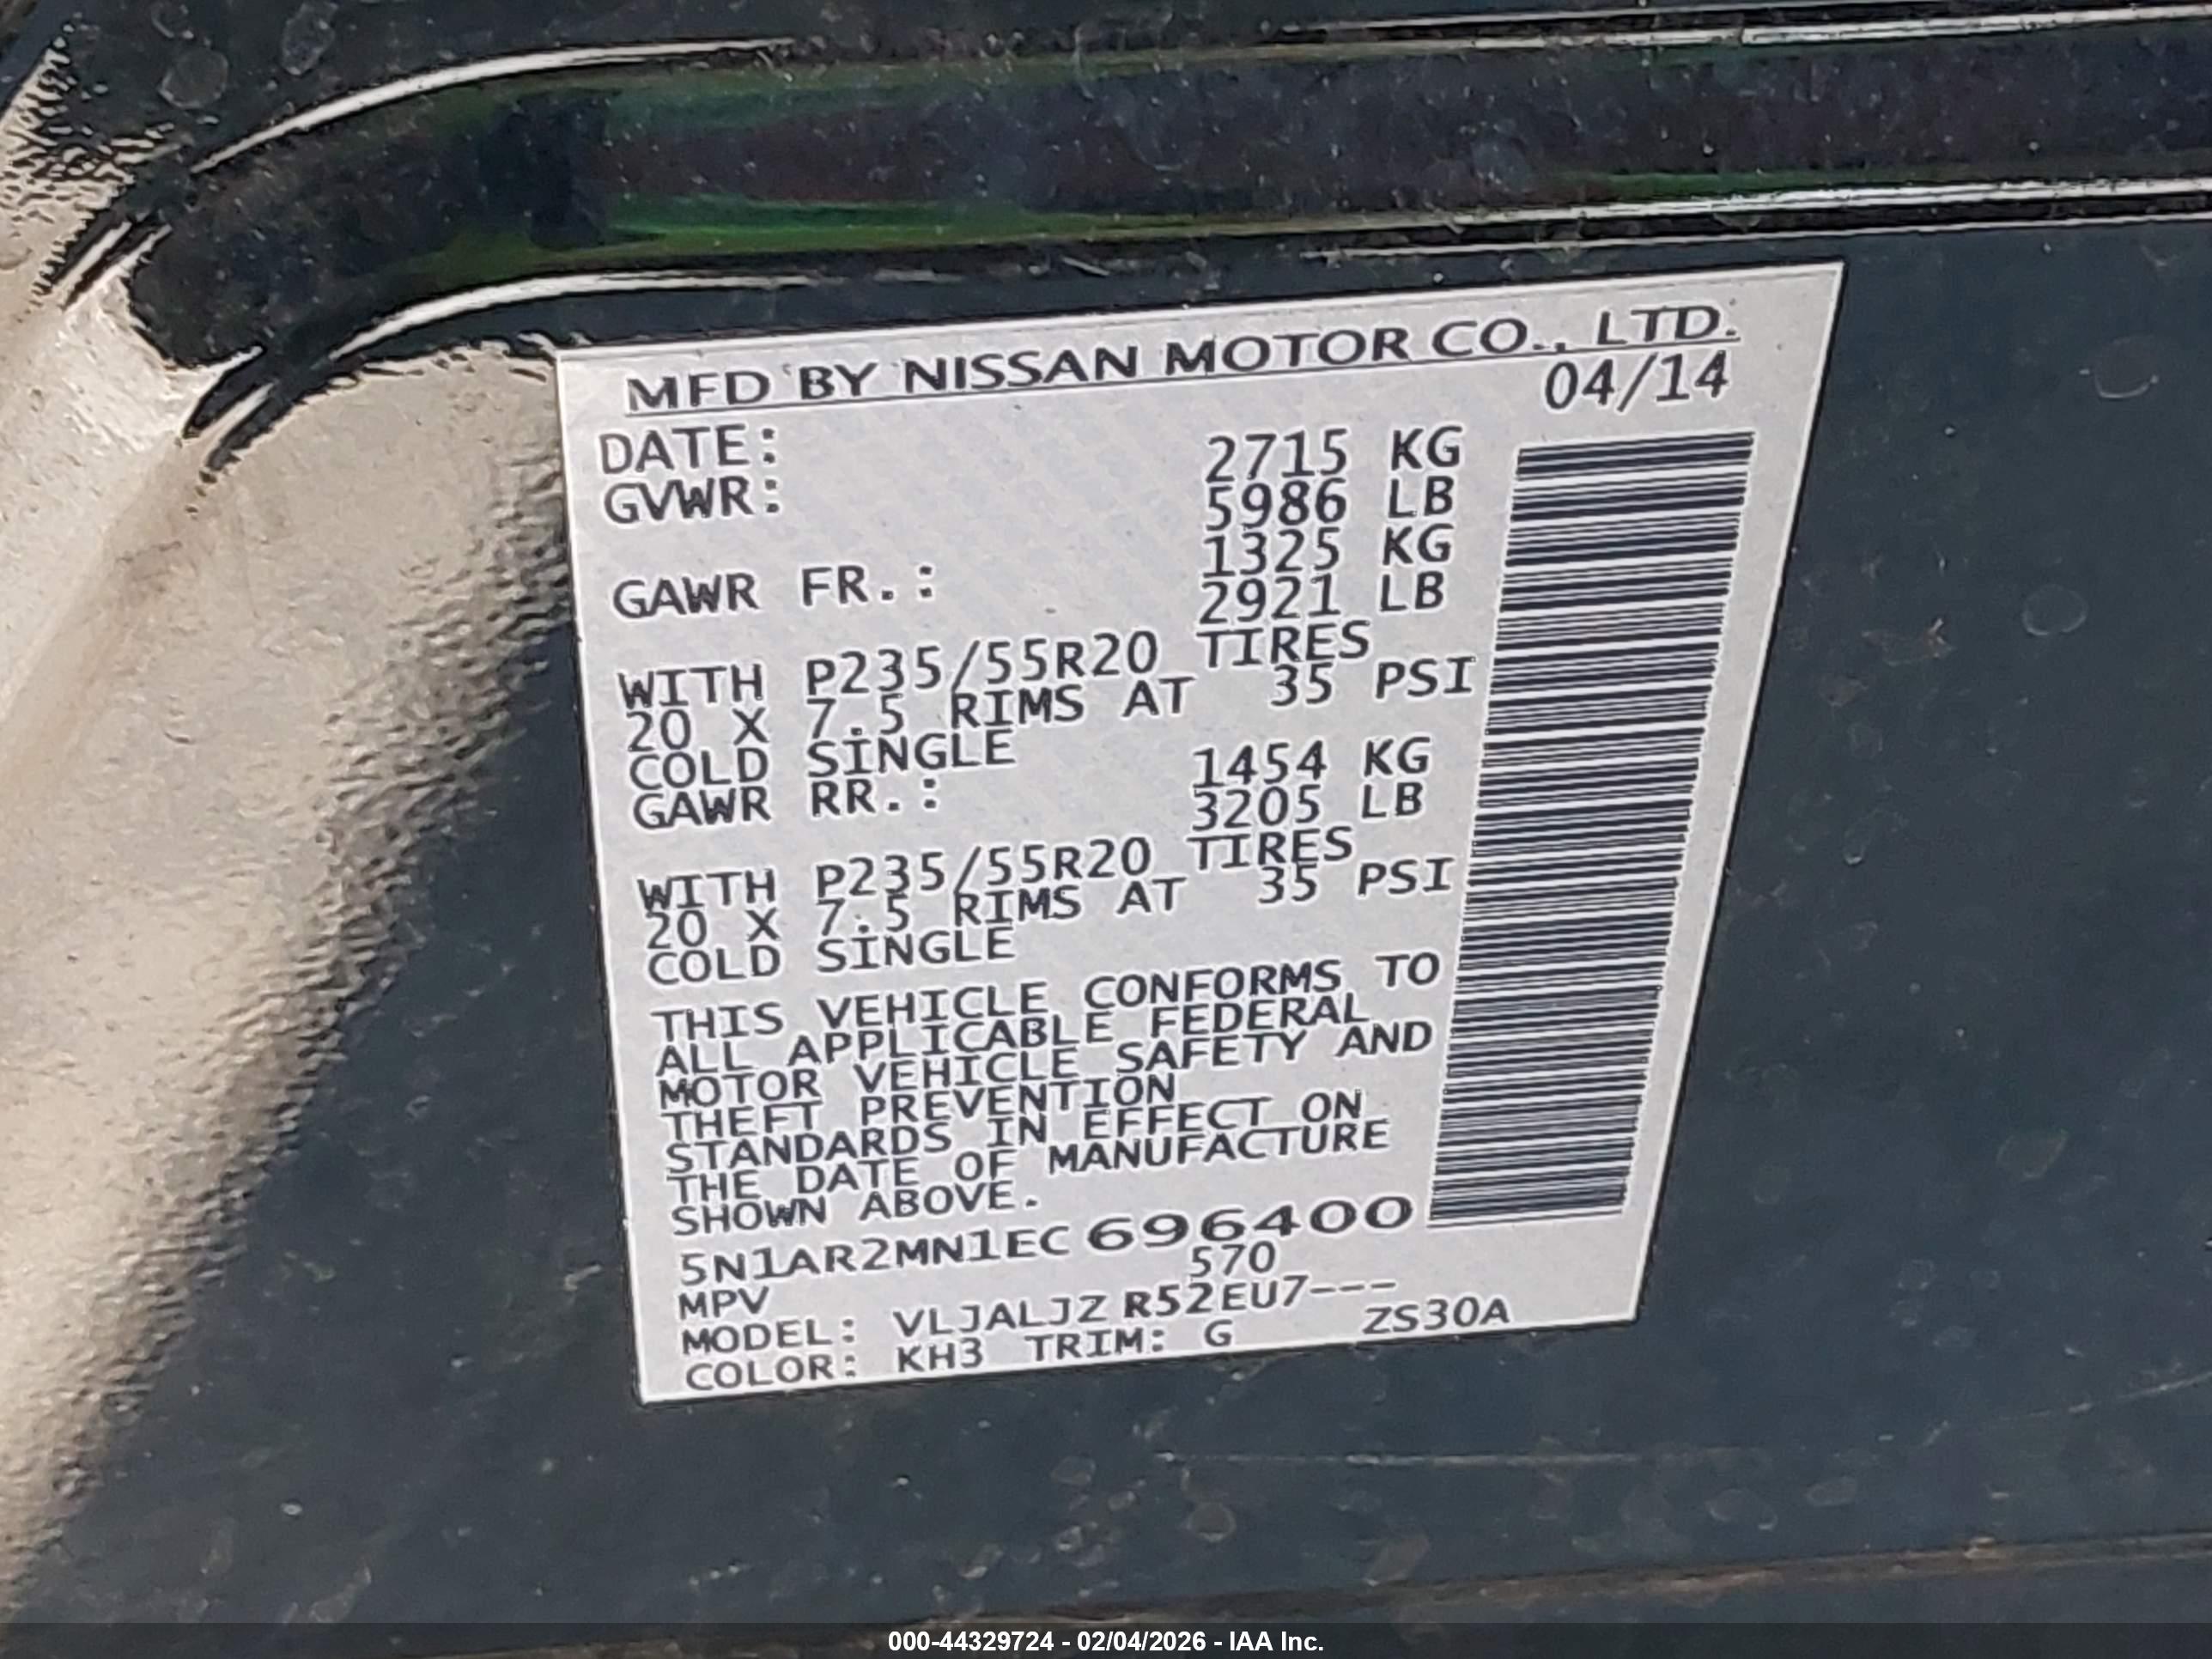 MFD BY NISSAN MOTOR CO., LTD.
DATE: 04/14
GVWR: 2715 KG
5986 LB
GAWR FR.: 1325 KG
2921 LB
WITH P235/55R20 TIRES
20 X 7.5 RIMS AT 35 PSI
COLD SINGLE
GAWR RR.: 1454 KG
3205 LB
WITH P235/55R20 TIRES
20 X 7.5 RIMS AT 35 PSI
COLD SINGLE
THIS VEHICLE CONFORMS TO
ALL APPLICABLE FEDERAL
MOTOR VEHICLE SAFETY AND
THEFT PREVENTION
STANDARDS IN EFFECT ON
THE DATE OF MANUFACTURE
SHOWN ABOVE.
5N1AR2MN1EC 696400
MPV 570
MODEL: VLJALJZ R52EU7---
COLOR: KH3 TRIM: G ZS30A
000-44329724 - 02/04/2026 - IAA Inc.